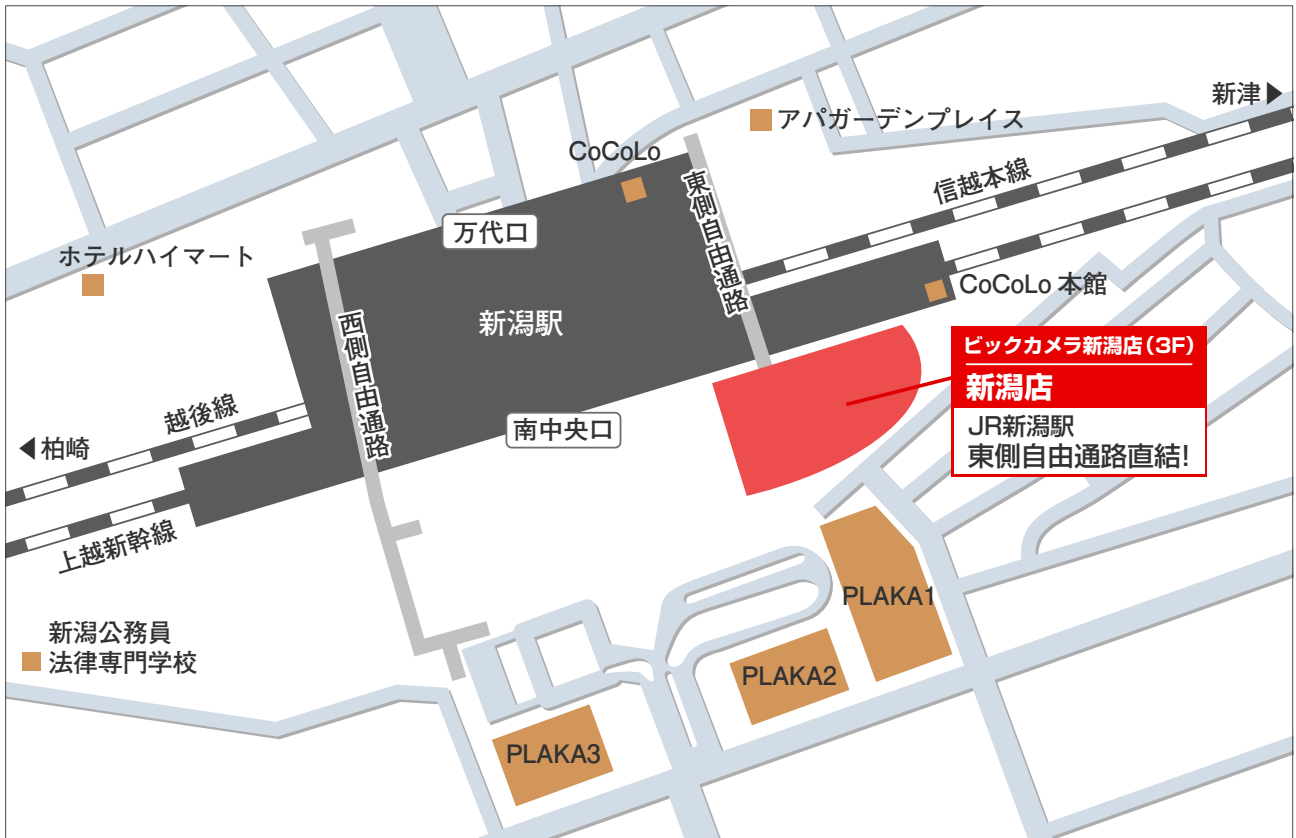 新津▶
アパガーデンプレイス
CoCoLo
信越本線
東側自由通路
万代口
ホテルハイマート
CoCoLo 本館
新潟駅
西側自由通路
ビックカメラ新潟店(3F)
新潟店
JR新潟駅
東側自由通路直結!
越後線
南中央口
◀柏崎
上越新幹線
PLAKA1
新潟公務員
法律専門学校
PLAKA2
PLAKA3